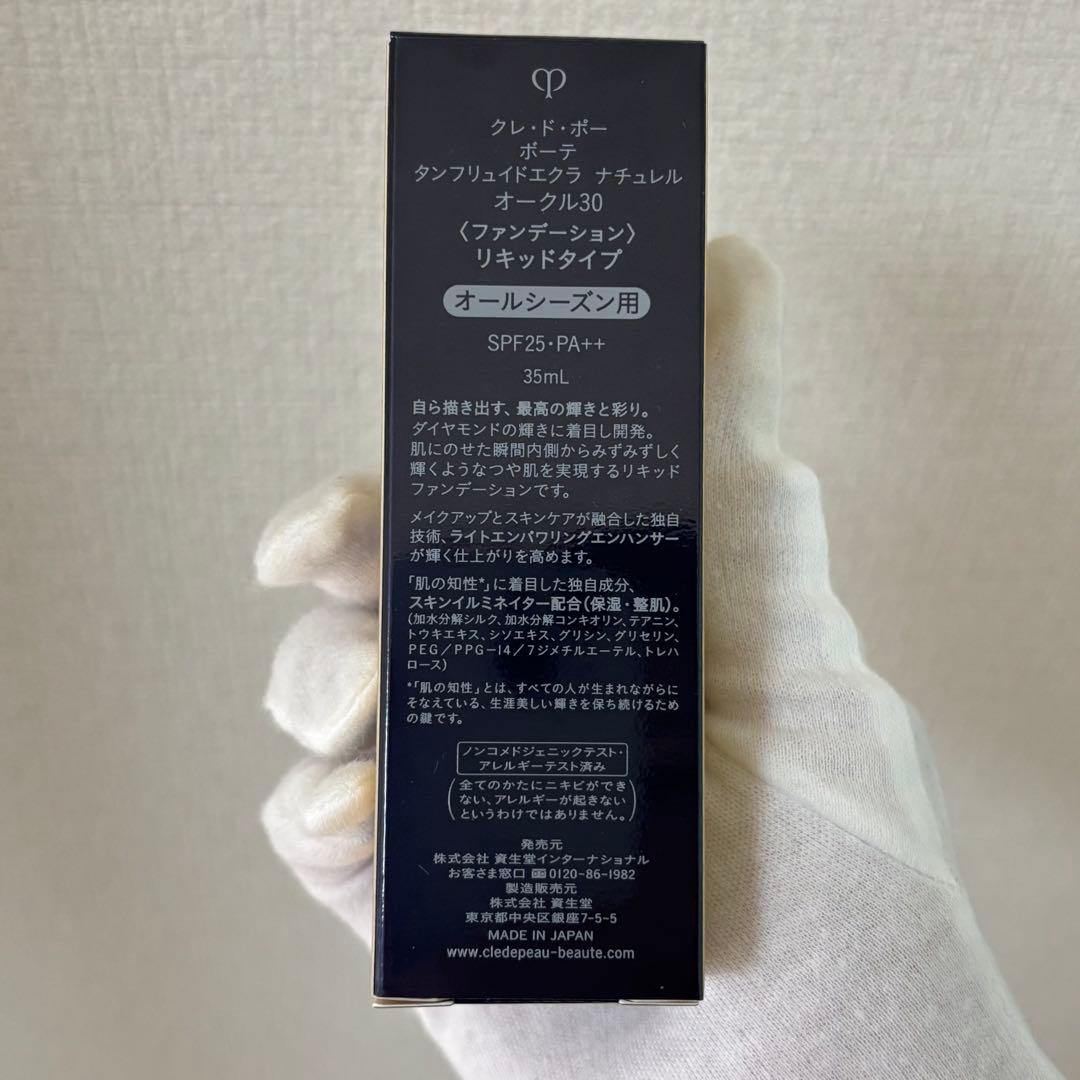 クレ・ド・ポー
ボーテ
タンフリュイドエクラ ナチュレル
オークル30
〈ファンデーション〉
リキッドタイプ
オールシーズン用
SPF25・PA++
35mL
自ら描き出す、最高の輝きと彩り。
ダイヤモンドの輝きに着目し開発。
肌にのせた瞬間内側からみずみずしく
輝くようなつや肌を実現するリキッド
ファンデーションです。
メイクアップとスキンケアが融合した独自
技術、ライトエンパワリングエンハンサー
が輝く仕上がりを高めます。
「肌の知性*」に着目した独自成分、
スキンイルミネイター配合(保湿・整肌)。
(加水分解シルク、加水分解コンキオリン、テアニン、
トウキエキス、シソエキス、グリシン、グリセリン、
PEG/PPG-14/7ジメチルエーテル、トレハ
ロース)
*「肌の知性」とは、すべての人が生まれながらに
そなえている、生涯美しい輝きを保ち続けるため
の鍵です。
ノンコメドジェニックテスト・
アレルギーテスト済み
(全てのかたにニキビができ
ない、アレルギーが起きない
というわけではありません。)
発売元
株式会社 資生堂インターナショナル
お客さま窓口 0120-86-1982
製造販売元
株式会社 資生堂
東京都中央区銀座7-5-5
MADE IN JAPAN
www.cledepeau-beaute.com